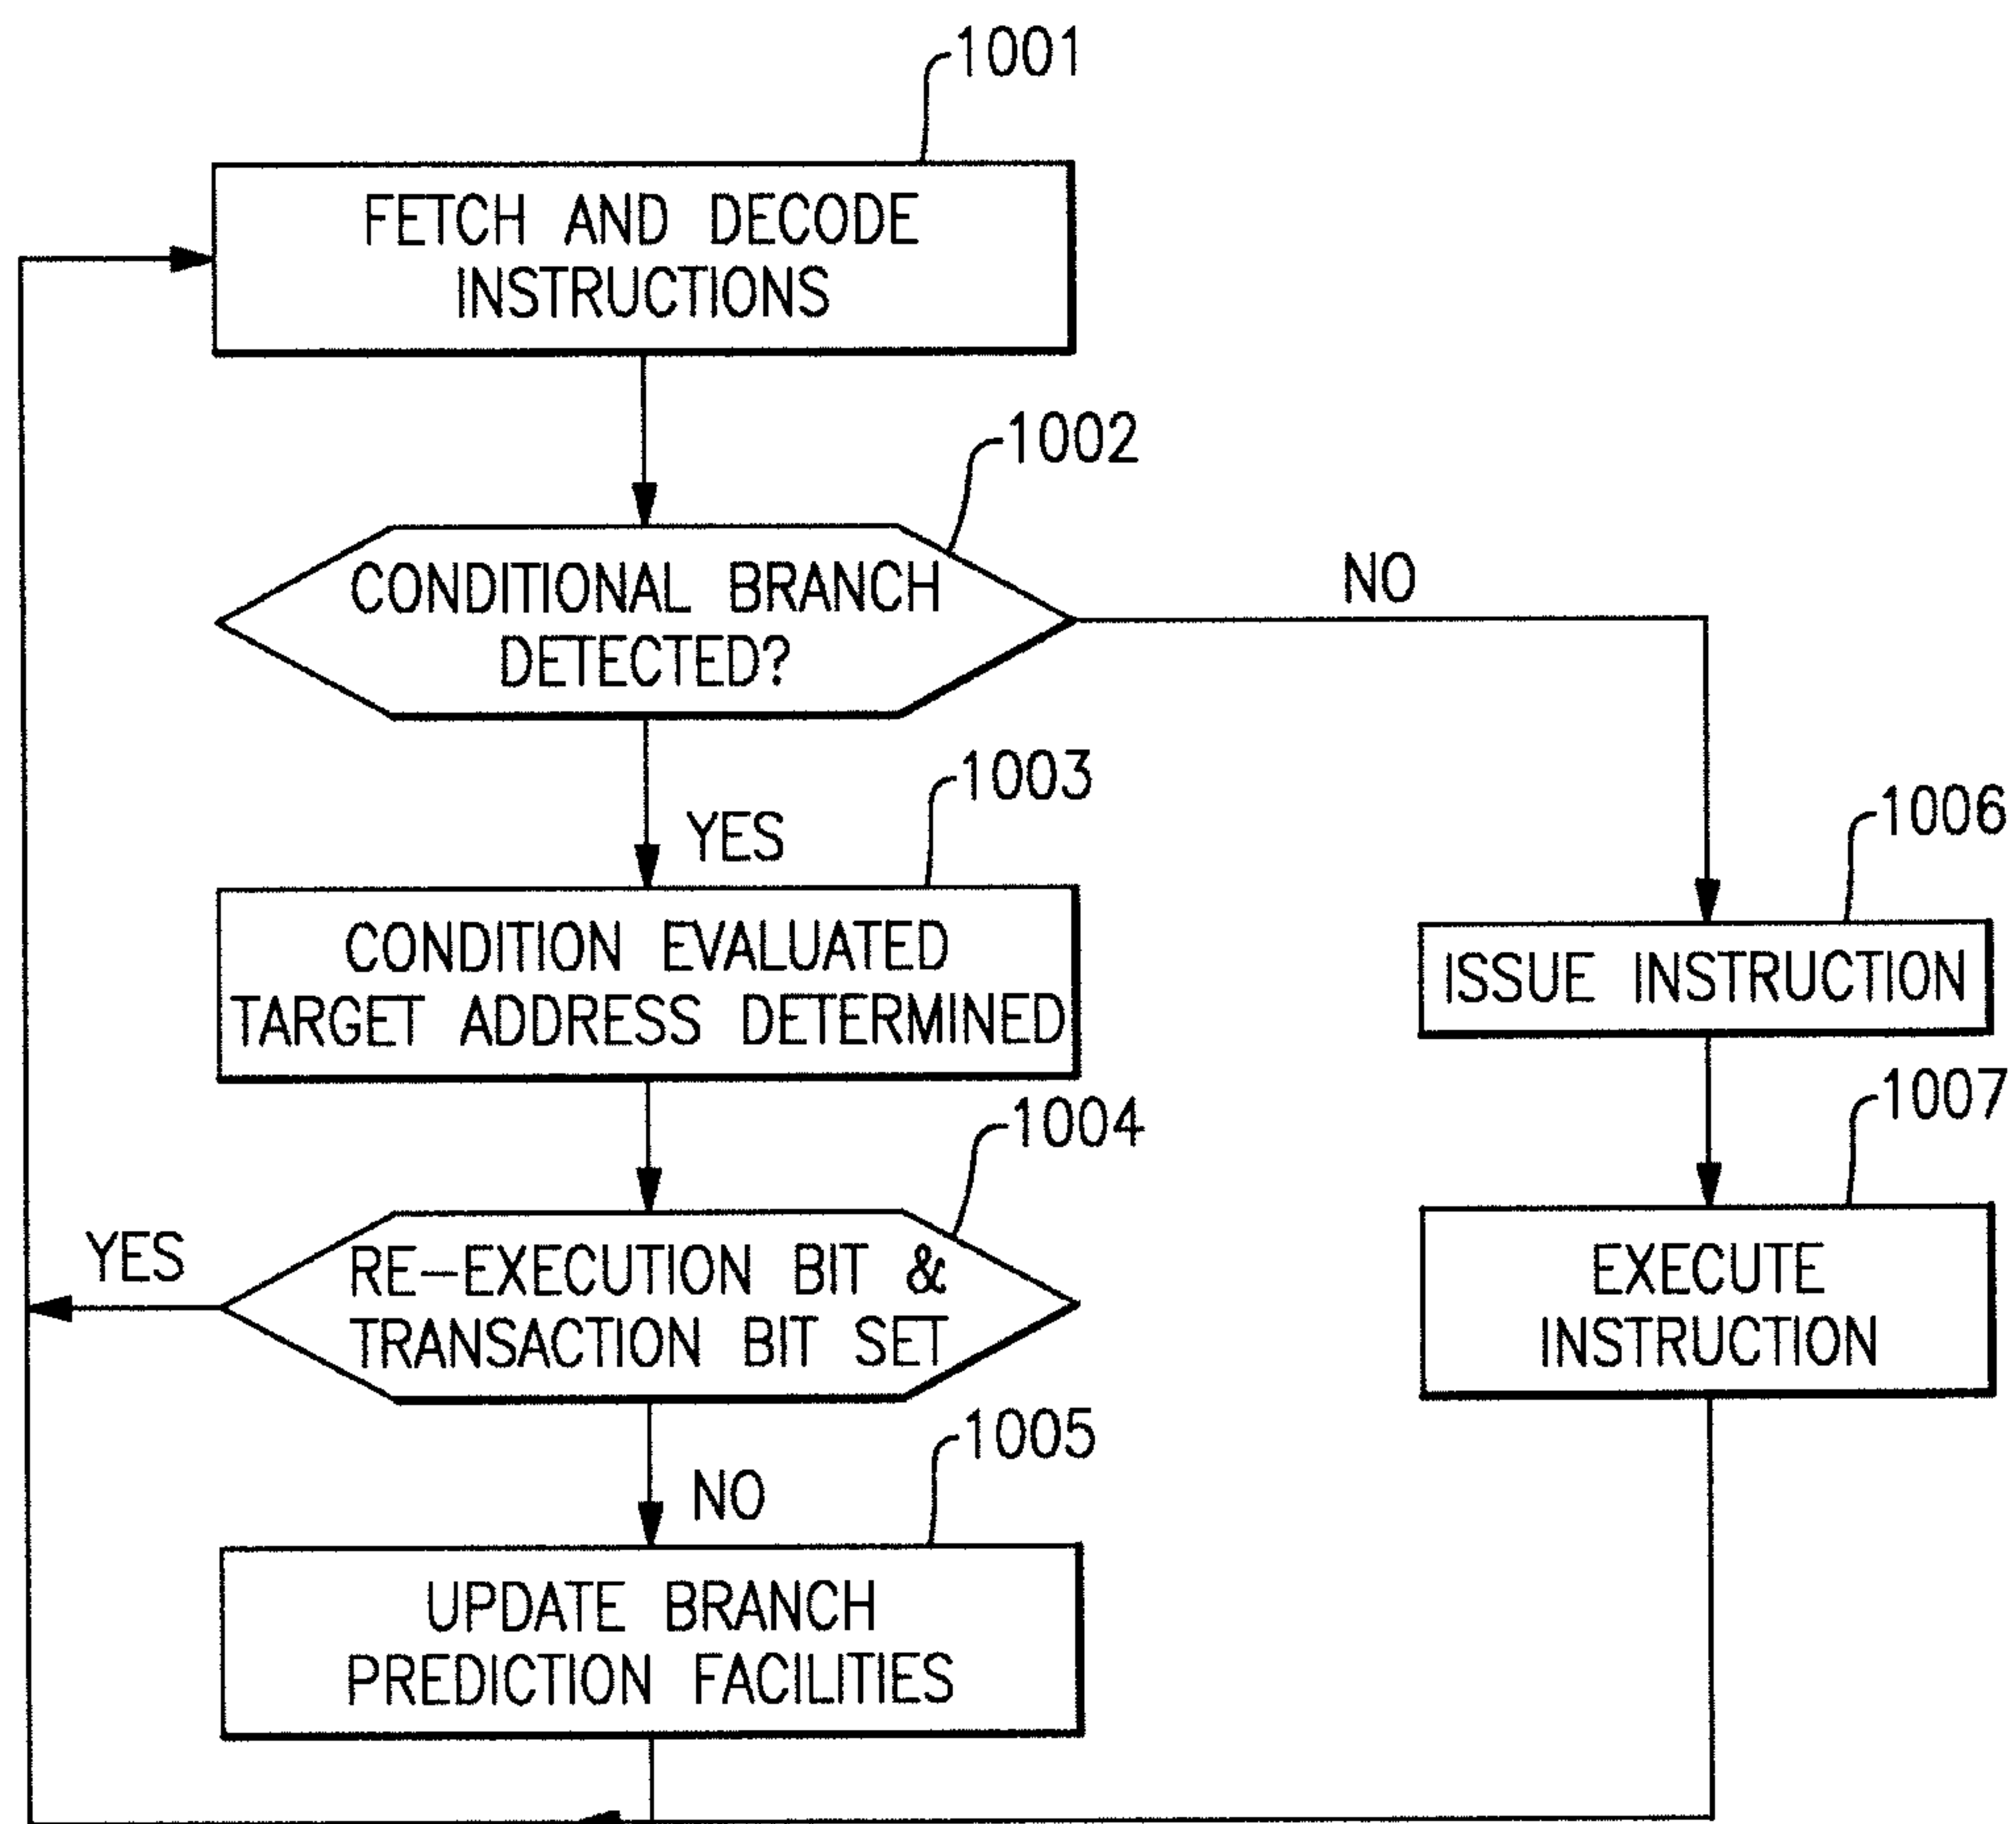 1001
FETCH AND DECODE
INSTRUCTIONS
1002
CONDITIONAL BRANCH
DETECTED?
NO
YES
1003
CONDITION EVALUATED
TARGET ADDRESS DETERMINED
1006
ISSUE INSTRUCTION
1004
RE-EXECUTION BIT &
TRANSACTION BIT SET
YES
1007
EXECUTE
INSTRUCTION
NO
1005
UPDATE BRANCH
PREDICTION FACILITIES